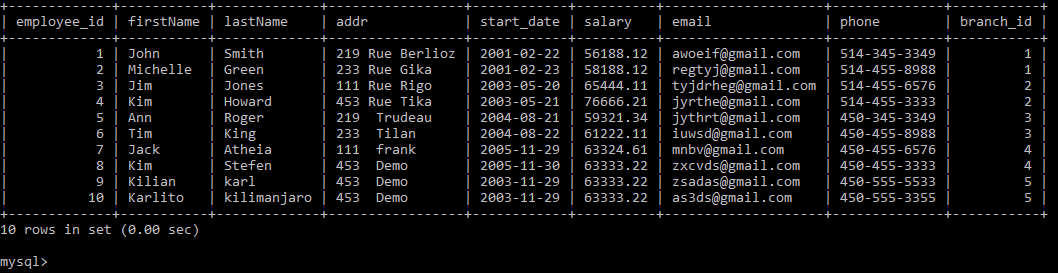 +-------------+-----------+-------------+-----------------+------------+----------+--------------------+--------------+-----------+
| employee_id | firstName | lastName    | addr            | start_date | salary   | email              | phone        | branch_id |
+-------------+-----------+-------------+-----------------+------------+----------+--------------------+--------------+-----------+
|           1 | John      | Smith       | 219 Rue Berlioz | 2001-02-22 | 56188.12 | awoeif@gmail.com   | 514-345-3349 |         1 |
|           2 | Michelle  | Green       | 233 Rue Gika    | 2001-02-23 | 58188.12 | regtyj@gmail.com   | 514-455-8988 |         1 |
|           3 | Jim       | Jones       | 111 Rue Rigo    | 2003-05-20 | 65444.11 | tyjdrheg@gmail.com | 514-455-6576 |         2 |
|           4 | Kim       | Howard      | 453 Rue Tika    | 2003-05-21 | 76666.21 | jyrthe@gmail.com   | 514-455-3333 |         2 |
|           5 | Ann       | Roger       | 219  Trudeau    | 2004-08-21 | 59321.34 | jythrt@gmail.com   | 450-345-3349 |         3 |
|           6 | Tim       | King        | 233  Tilan      | 2004-08-22 | 61222.11 | iuwsd@gmail.com    | 450-455-8988 |         3 |
|           7 | Jack      | Atheia      | 111  frank      | 2005-11-29 | 63324.61 | mnbv@gmail.com     | 450-455-6576 |         4 |
|           8 | Kim       | Stefen      | 453  Demo       | 2005-11-30 | 63333.22 | zxcvds@gmail.com   | 450-455-3333 |         4 |
|           9 | Kilian    | karl        | 453  Demo       | 2003-11-29 | 63333.22 | zsadas@gmail.com   | 450-555-5533 |         5 |
|          10 | Karlito   | kilimanjaro | 453  Demo       | 2003-11-29 | 63333.22 | as3ds@gmail.com    | 450-555-3355 |         5 |
+-------------+-----------+-------------+-----------------+------------+----------+--------------------+--------------+-----------+
10 rows in set (0.00 sec)
mysql>